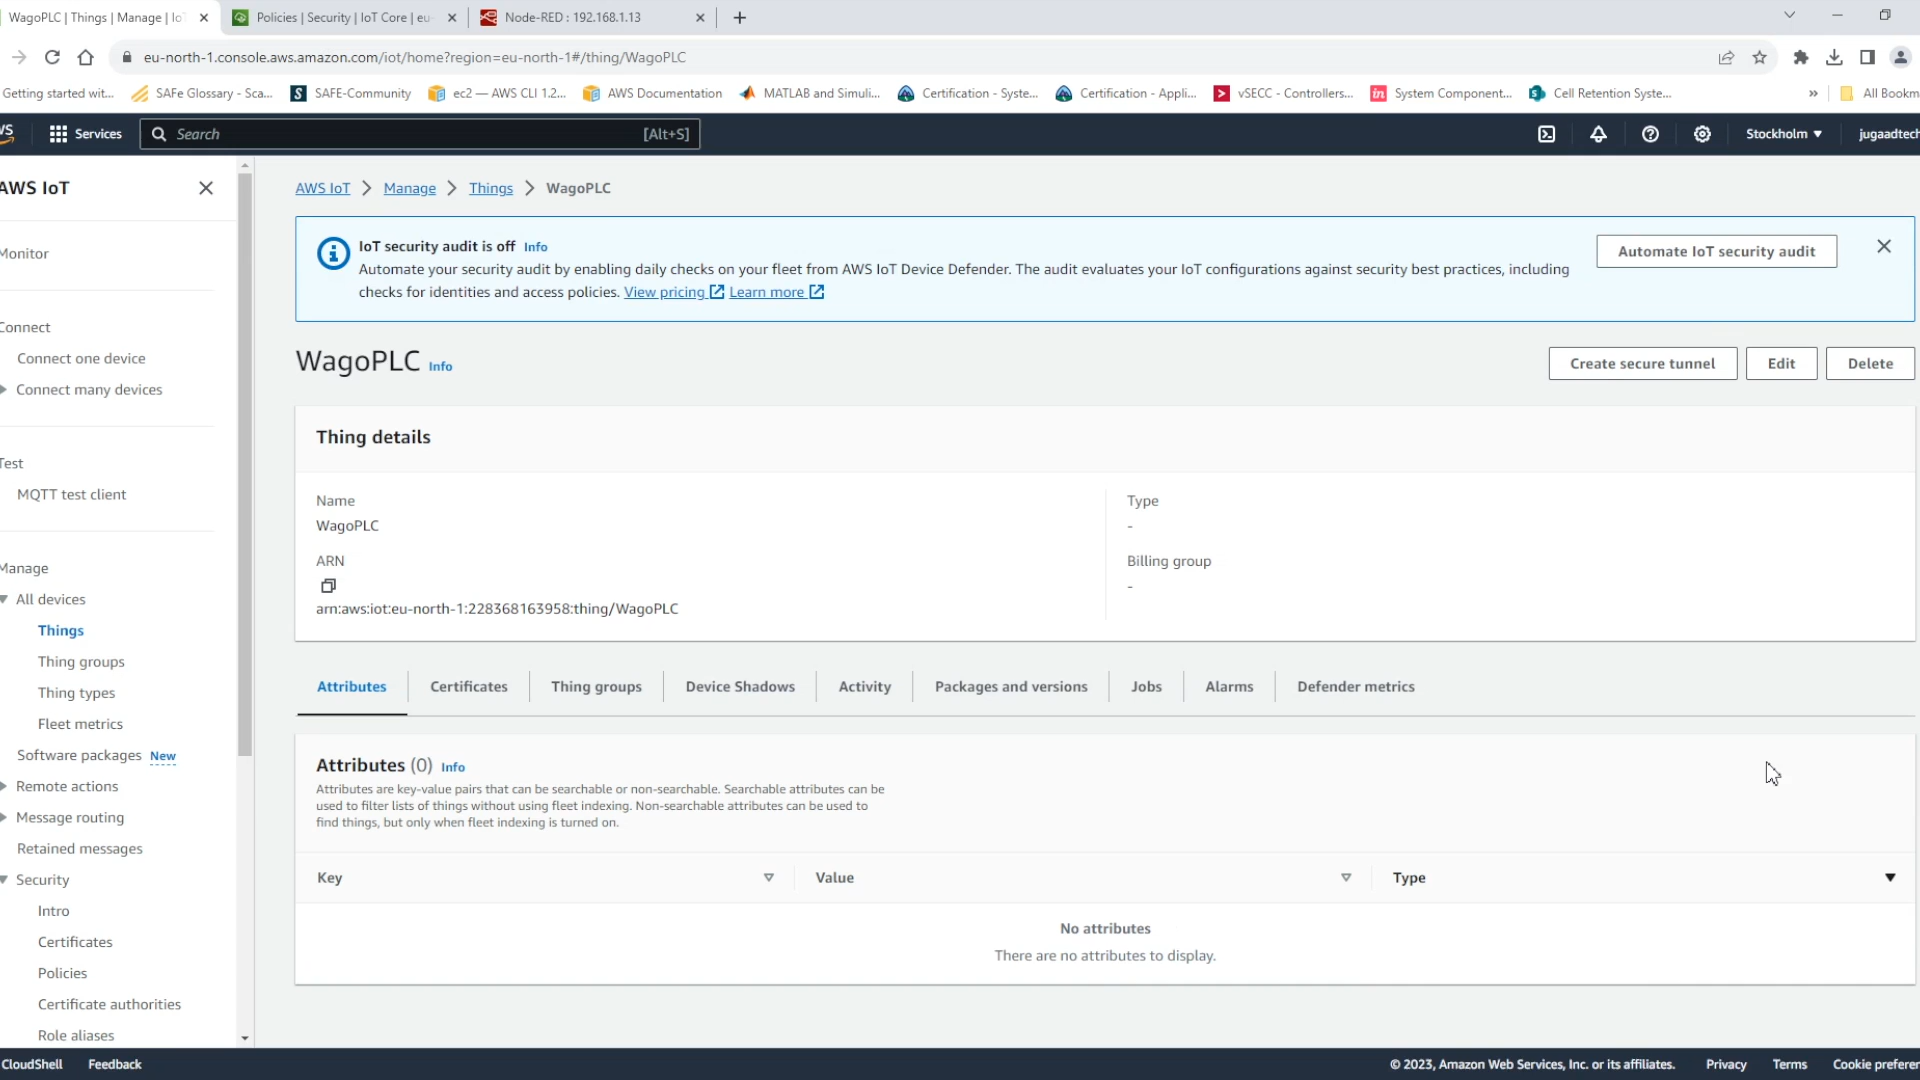 WagoPLC | Things | Manage | Io
Policies | Security | IoT Core | eu-
Node-RED : 192.168.1.13
eu-north-1.console.aws.amazon.com/iot/home?region=eu-north-1#/thing/WagoPLC
Getting started wit...
SAFe Glossary - Sca...
SAFE-Community
ec2 — AWS CLI 1.2...
AWS Documentation
MATLAB and Simuli...
Certification - Syste...
Certification - Appli...
vSECC - Controllers...
System Component...
Cell Retention Syste...
»
All Bookm
Services
Search
[Alt+S]
Stockholm
jugaadtech
AWS IoT
Monitor
Connect
Connect one device
Connect many devices
Test
MQTT test client
Manage
All devices
Things
Thing groups
Thing types
Fleet metrics
Software packages New
Remote actions
Message routing
Retained messages
Security
Intro
Certificates
Policies
Certificate authorities
Role aliases
AWS IoT > Manage > Things > WagoPLC
IoT security audit is off Info
Automate your security audit by enabling daily checks on your fleet from AWS IoT Device Defender. The audit evaluates your IoT configurations against security best practices, including
checks for identities and access policies. View pricing Learn more
Automate IoT security audit
WagoPLC Info
Create secure tunnel
Edit
Delete
Thing details
Name
WagoPLC
ARN
arn:aws:iot:eu-north-1:228368163958:thing/WagoPLC
Type
-
Billing group
-
Attributes
Certificates
Thing groups
Device Shadows
Activity
Packages and versions
Jobs
Alarms
Defender metrics
Attributes (0) Info
Attributes are key-value pairs that can be searchable or non-searchable. Searchable attributes can be
used to filter lists of things without using fleet indexing. Non-searchable attributes can be used to
find things, but only when fleet indexing is turned on.
Key
Value
Type
No attributes
There are no attributes to display.
CloudShell
Feedback
© 2023, Amazon Web Services, Inc. or its affiliates.
Privacy
Terms
Cookie preferen